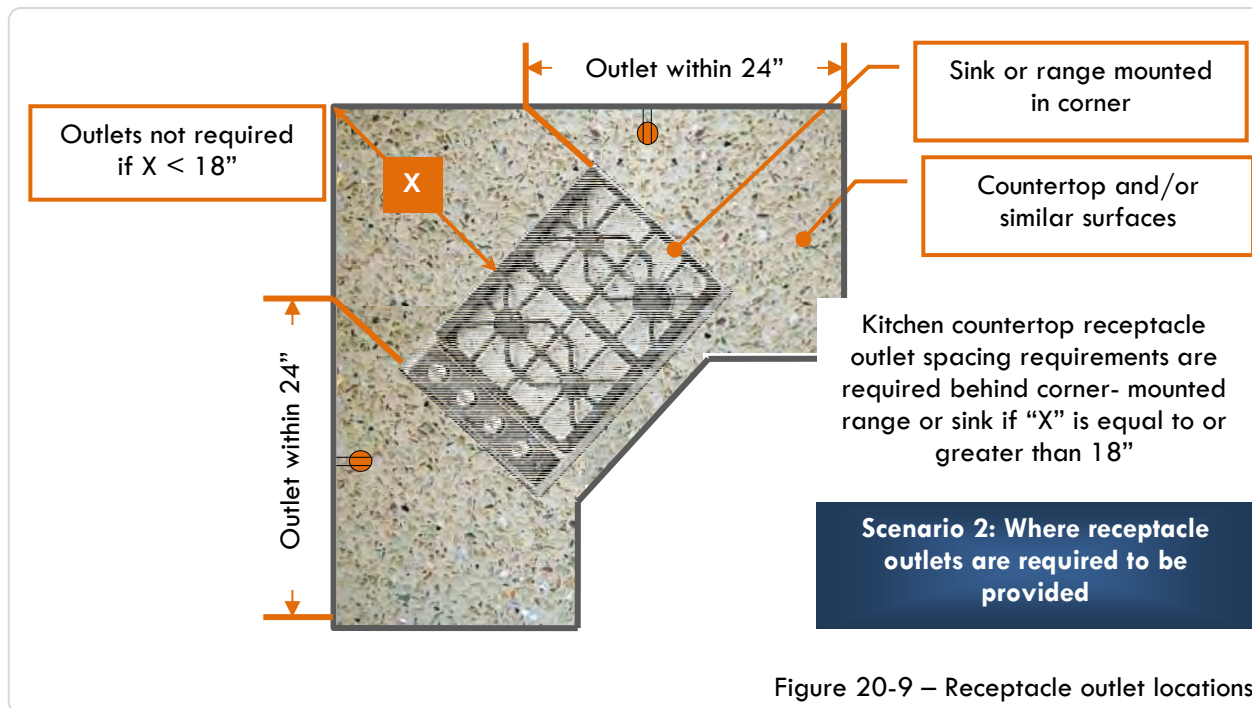 Outlet within 24”
Sink or range mounted
in corner
Outlets not required
if X < 18”
X
Countertop and/or
similar surfaces
Outlet within 24”
Kitchen countertop receptacle
outlet spacing requirements are
required behind corner- mounted
range or sink if “X” is equal to or
greater than 18”
Scenario 2: Where receptacle
outlets are required to be
provided
Figure 20-9 – Receptacle outlet locations